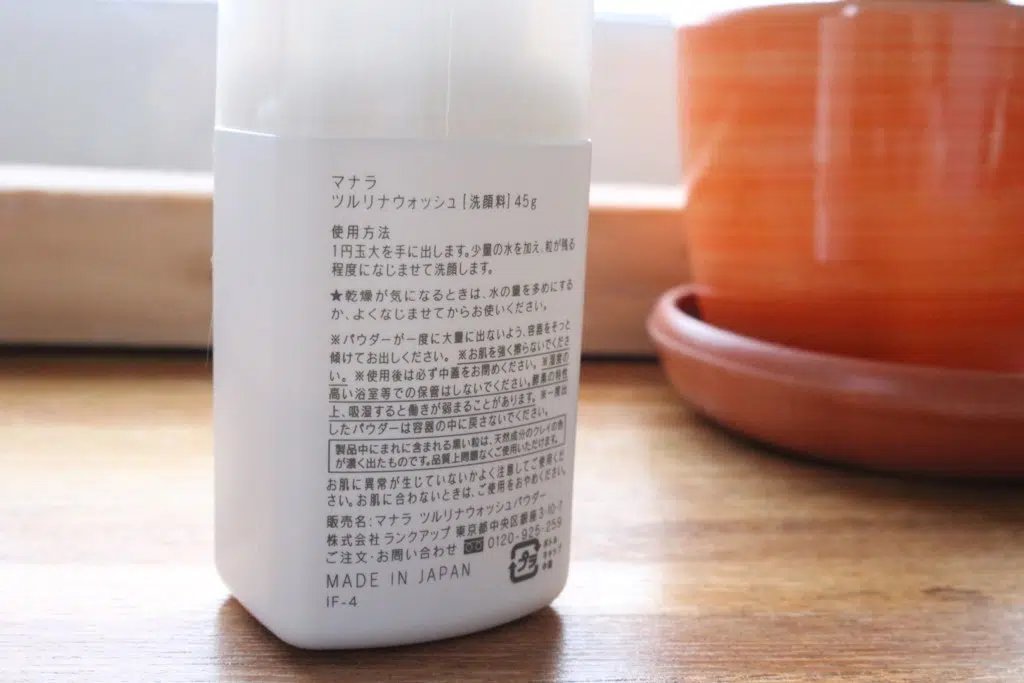 マナラ
ツルリナウォッシュ[洗顔料]45g
使用方法
1円玉大を手に出します。少量の水を加え、粒が残る
程度になじませて洗顔します。
★乾燥が気になるときは、水の量を多めにする
か、よくなじませてからお使いください。
※パウダーが一度に大量に出ないよう、容器をそっと
傾けてお出しください。※お肌を強く擦らないでくださ
い。※使用後は必ず中蓋をお閉めください。※湿度の
高い浴室等での保管はしないでください。酵素の特性
上、吸湿すると働きが弱まることがあります。※一度出
したパウダーは容器の中に戻さないでください。
製品中にまれに含まれる黒い粒は、天然成分のクレイの色
が濃く出たものです。品質上問題なくご使用いただけます。
お肌に異常が生じていないかよく注意してご使用くだ
さい。お肌に合わないときは、ご使用をおやめください。
販売名:マナラ ツルリナウォッシュパウダー
株式会社ランクアップ 東京都中央区銀座3-10-7
ご注文・お問い合わせ 0120-925-259
プラ
ボトル
キャップ
中蓋
MADE IN JAPAN
IF-4